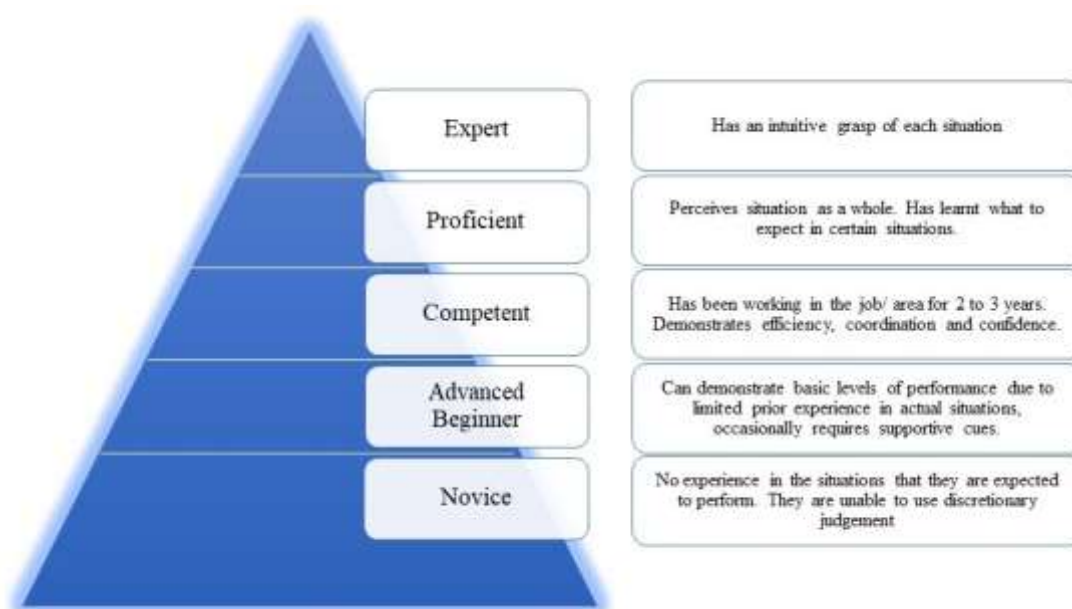 Expert
Has an intuitive grasp of each situation
Proficient
Perceives situation as a whole. Has learnt what to
expect in certain situations.
Competent
Has been working in the job/ area for 2 to 3 years.
Demonstrates efficiency, coordination and confidence.
Advanced
Beginner
Can demonstrate basic levels of performance due to
limited prior experience in actual situations,
occasionally requires supportive cues.
Novice
No experience in the situations that they are expected
to perform. They are unable to use discretionary
judgement